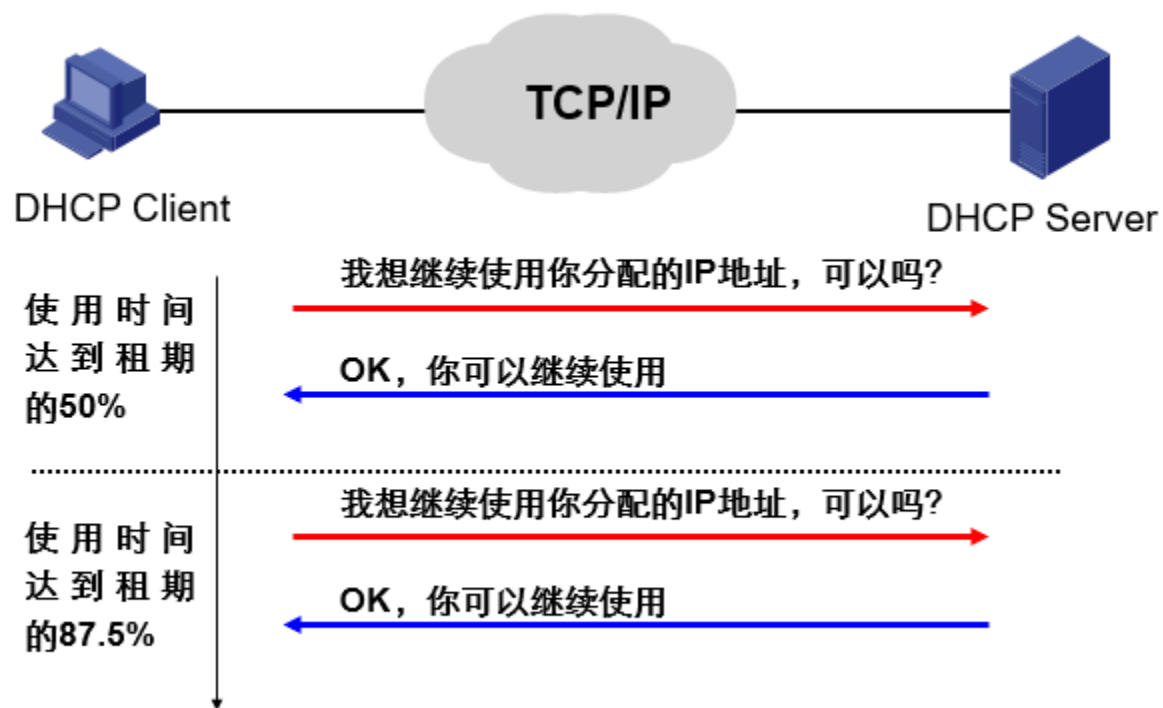 TCP/IP
DHCP Client
DHCP Server
我想继续使用你分配的IP地址，可以吗?
使用时间
达到租期
的50%
OK，你可以继续使用
我想继续使用你分配的IP地址，可以吗?
使用时间
达到租期
的87.5%
OK，你可以继续使用